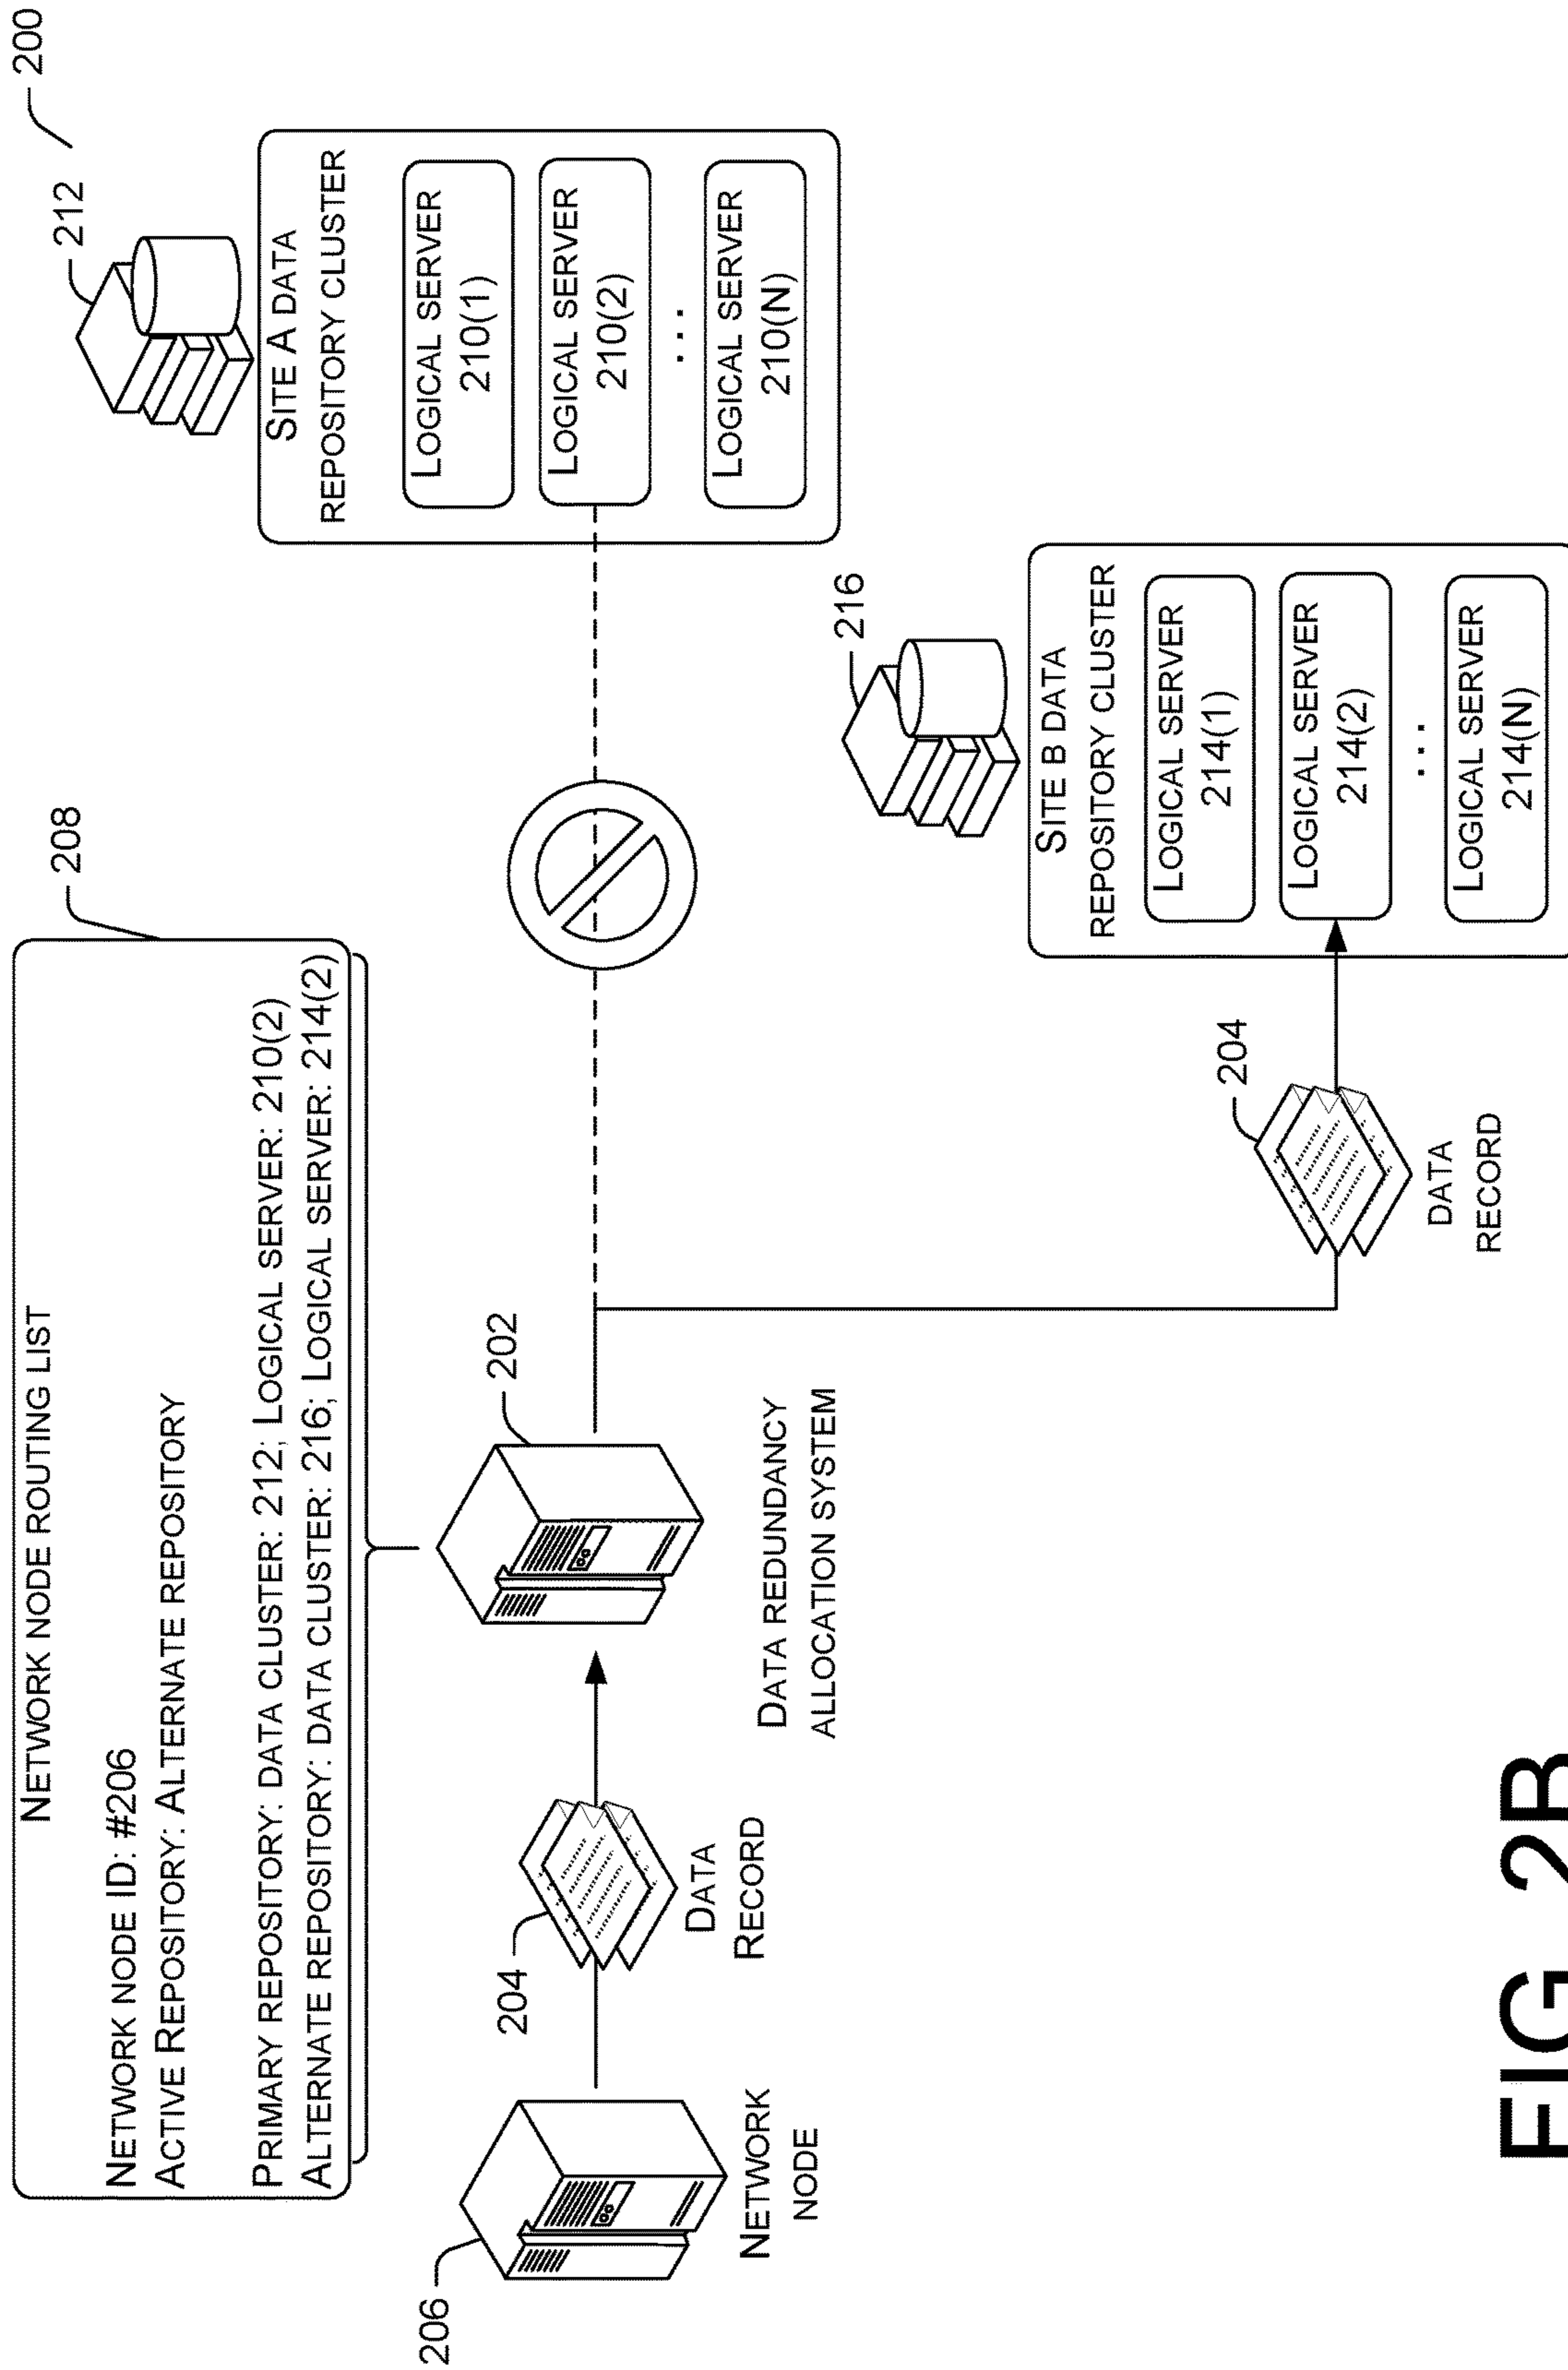 200
NETWORK NODE ROUTING LIST
208
NETWORK NODE ID: #206
ACTIVE REPOSITORY: ALTERNATE REPOSITORY
PRIMARY REPOSITORY: DATA CLUSTER: 212; LOGICAL SERVER: 210(2)
ALTERNATE REPOSITORY: DATA CLUSTER: 216; LOGICAL SERVER: 214(2)
212
SITE A DATA
REPOSITORY CLUSTER
LOGICAL SERVER
210(1)
LOGICAL SERVER
210(2)
...
LOGICAL SERVER
210(N)
206
NETWORK
NODE
204
DATA
RECORD
202
DATA REDUNDANCY
ALLOCATION SYSTEM
216
SITE B DATA
REPOSITORY CLUSTER
LOGICAL SERVER
214(1)
LOGICAL SERVER
214(2)
...
LOGICAL SERVER
214(N)
204
DATA
RECORD
FIG 2B